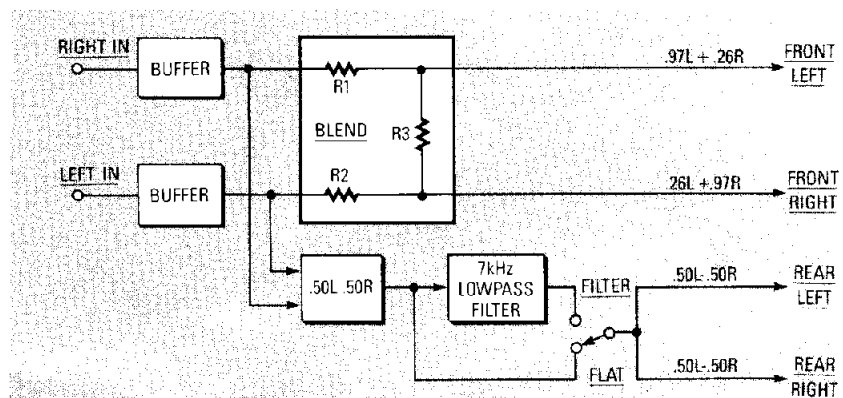 RIGHT IN
BUFFER
R1
.97L + .26R
FRONT
LEFT
BLEND
R3
LEFT IN
BUFFER
R2
.26L +.97R
FRONT
RIGHT
.50L .50R
7kHz
LOWPASS
FILTER
FILTER
.50L-.50R
REAR
LEFT
FLAT
.50L-.50R
REAR
RIGHT